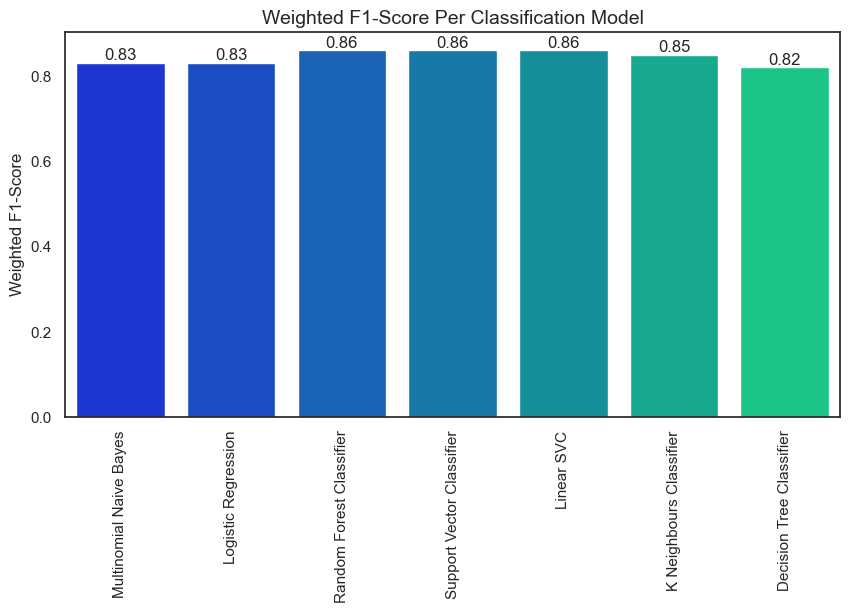 Weighted F1-Score Per Classification Model
0.83
0.83
0.86
0.86
0.86
0.85
0.82
Weighted F1-Score
0.8
0.6
0.4
0.2
0.0
Multinomial Naive Bayes
Logistic Regression
Random Forest Classifier
Support Vector Classifier
Linear SVC
K Neighbours Classifier
Decision Tree Classifier